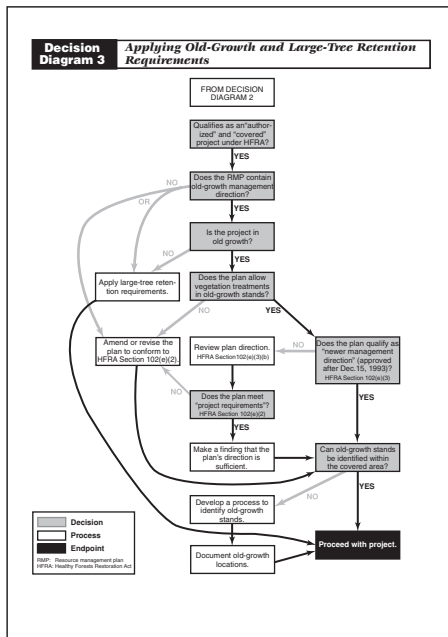 Decision
Diagram 3
Applying Old-Growth and Large-Tree Retention
Requirements
FROM DECISION
DIAGRAM 2
Qualifies as an“author-
ized” and “covered”
project under HFRA?
YES
Does the RMP contain
old-growth management
direction?
NO
OR
YES
Is the project in
old growth?
NO
YES
Apply large-tree reten-
tion requirements.
Does the plan allow
vegetation treatments
in old-growth stands?
NO
YES
Amend or revise the
plan to conform to
HFRA Section 102(e)(2).
Review plan direction.
HFRA Section102(e)(3)(b)
NO
Does the plan qualify as
“newer management
direction” (approved
after Dec.15, 1993)?
HFRA Section 102(e)(3)
Does the plan meet
“project requirements”?
HFRA Section 102(e)(2)
NO
YES
YES
Make a finding that the
plan's direction is
sufficient.
Can old-growth stands
be identified within
the covered area?
NO
YES
Develop a process to
identify old-growth
stands.
Document old-growth
locations.
Proceed with project.
Decision
Process
Endpoint
RMP: Resource management plan
HFRA: Healthy Forests Restoration Act